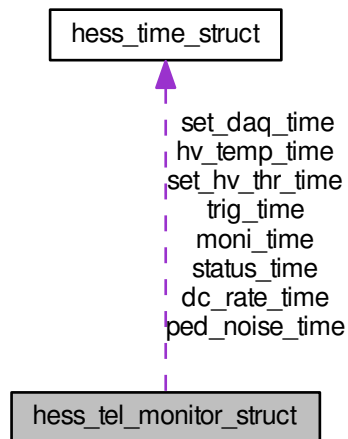 hess_time_struct
set_daq_time
hv_temp_time
set_hv_thr_time
trig_time
moni_time
status_time
dc_rate_time
ped_noise_time
hess_tel_monitor_struct